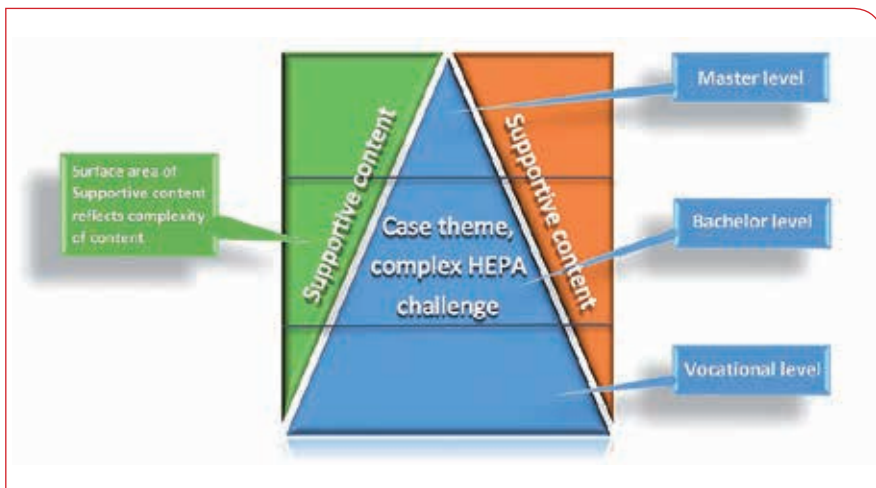 Master level
Supportive content
Supportive content
Surface area of
Supportive content
reflects complexity
of content
Case theme,
complex HEPA
challenge
Bachelor level
Vocational level